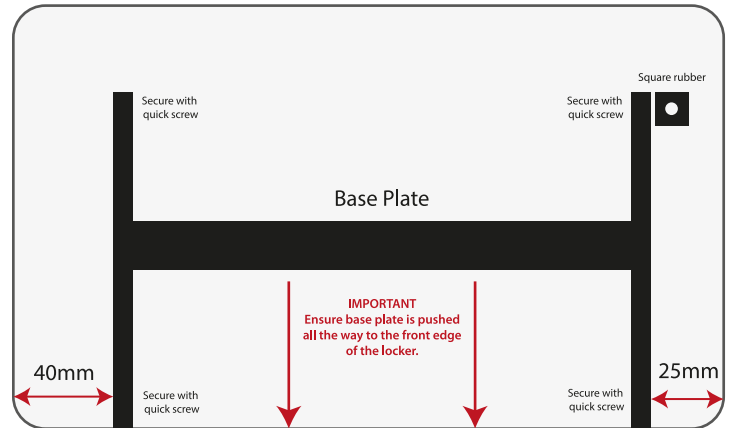 Square rubber
Secure with
quick screw
Secure with
quick screw
Base Plate
IMPORTANT
Ensure base plate is pushed
all the way to the front edge
of the locker.
40mm
25mm
Secure with
quick screw
Secure with
quick screw